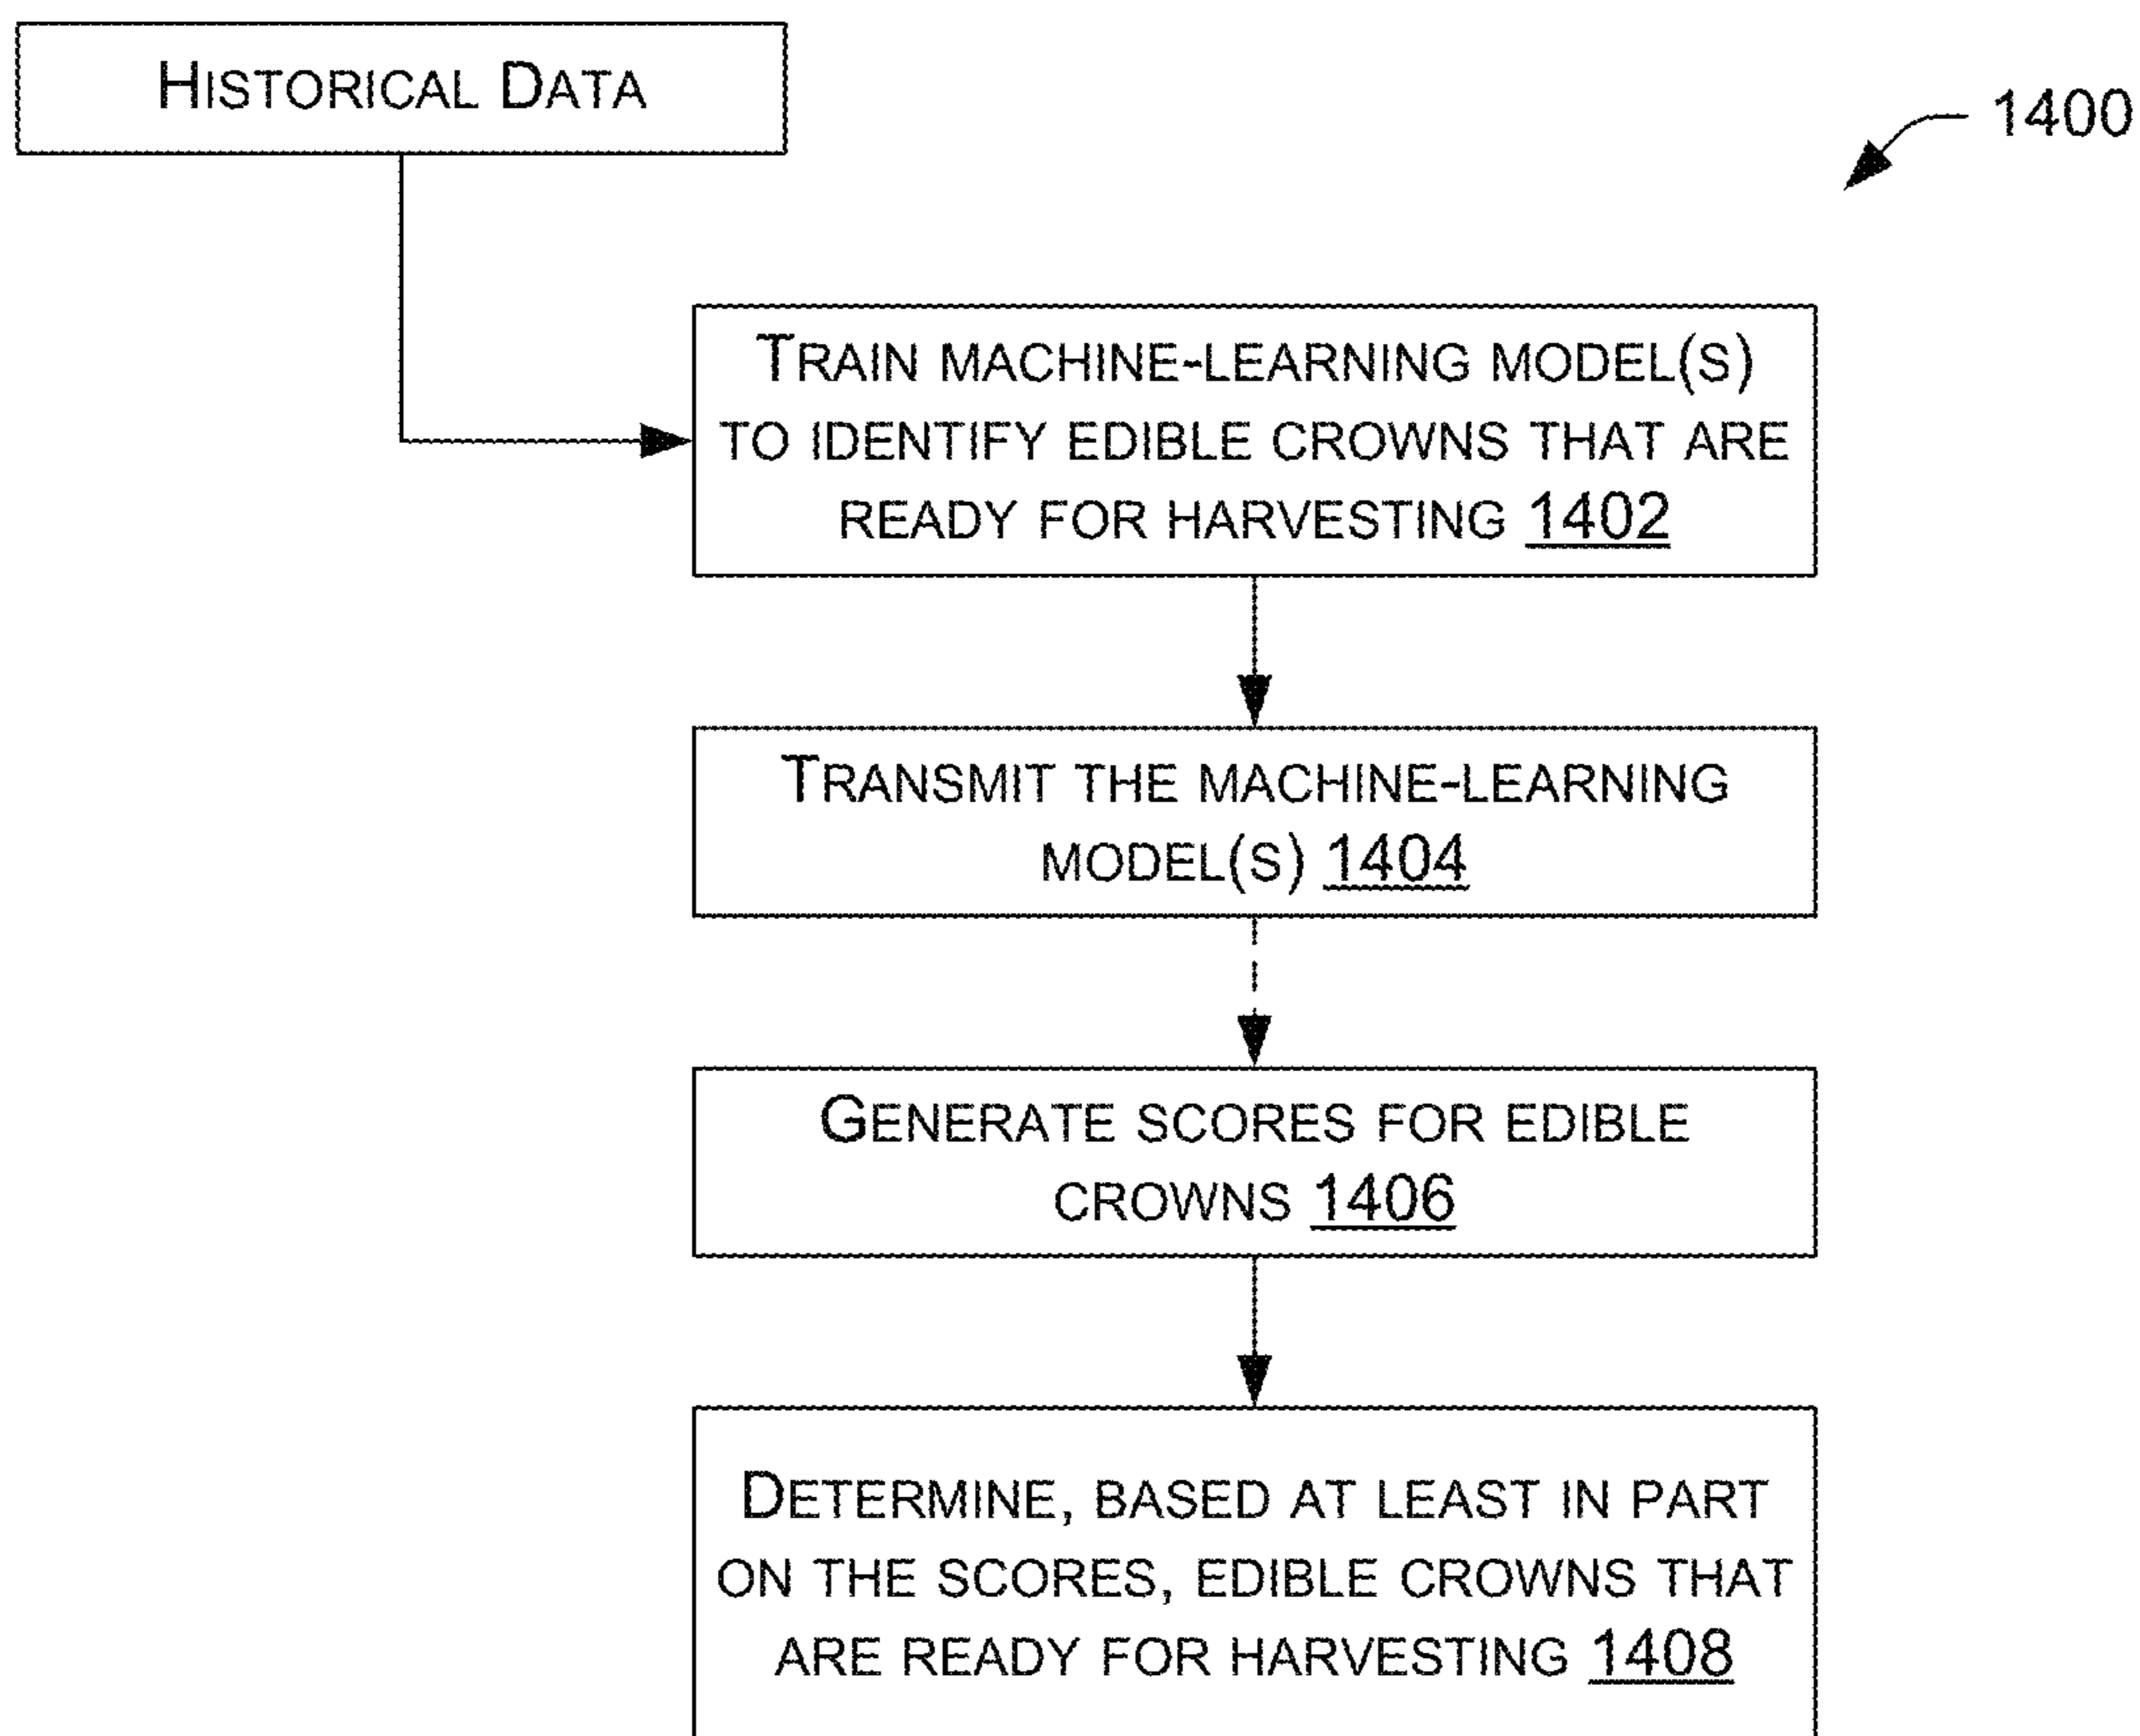 HISTORICAL DATA
1400
TRAIN MACHINE-LEARNING MODEL(S)
TO IDENTIFY EDIBLE CROWNS THAT ARE
READY FOR HARVESTING 1402
TRANSMIT THE MACHINE-LEARNING
MODEL(S) 1404
GENERATE SCORES FOR EDIBLE
CROWNS 1406
DETERMINE, BASED AT LEAST IN PART
ON THE SCORES, EDIBLE CROWNS THAT
ARE READY FOR HARVESTING 1408